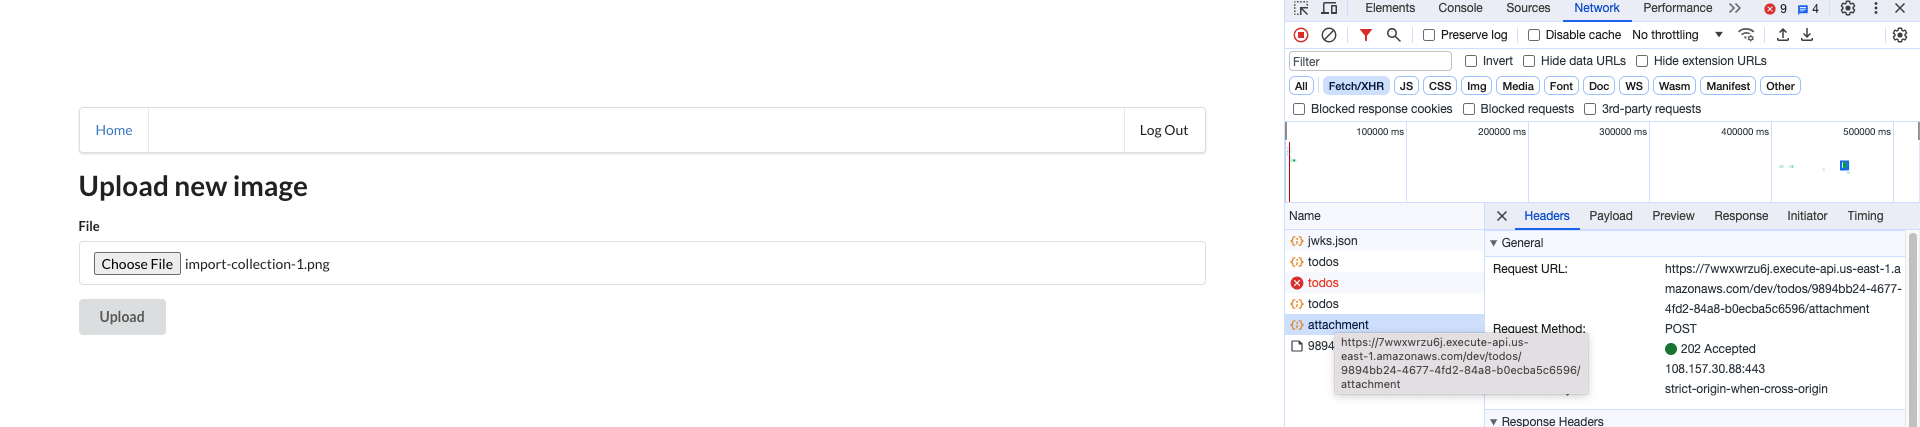 Home
Log Out
Upload new image
File
Choose File import-collection-1.png
Upload
Elements Console Sources Network Performance 9 4
Preserve log Disable cache No throttling
Filter Invert Hide data URLs Hide extension URLs
All Fetch/XHR JS CSS Img Media Font Doc WS Wasm Manifest Other
Blocked response cookies Blocked requests 3rd-party requests
100000 ms 200000 ms 300000 ms 400000 ms 500000 ms
Name
jwks.json
todos
todos
todos
attachment
9894
https://7wwxwrzu6j.execute-api.us-
east-1.amazonaws.com/dev/todos/
9894bb24-4677-4fd2-84a8-b0ecba5c6596/
attachment
Headers Payload Preview Response Initiator Timing
General
Request URL: https://7wwxwrzu6j.execute-api.us-east-1.a
mazonaws.com/dev/todos/9894bb24-4677-
4fd2-84a8-b0ecba5c6596/attachment
Request Method: POST
202 Accepted
108.157.30.88:443
strict-origin-when-cross-origin
Response Headers